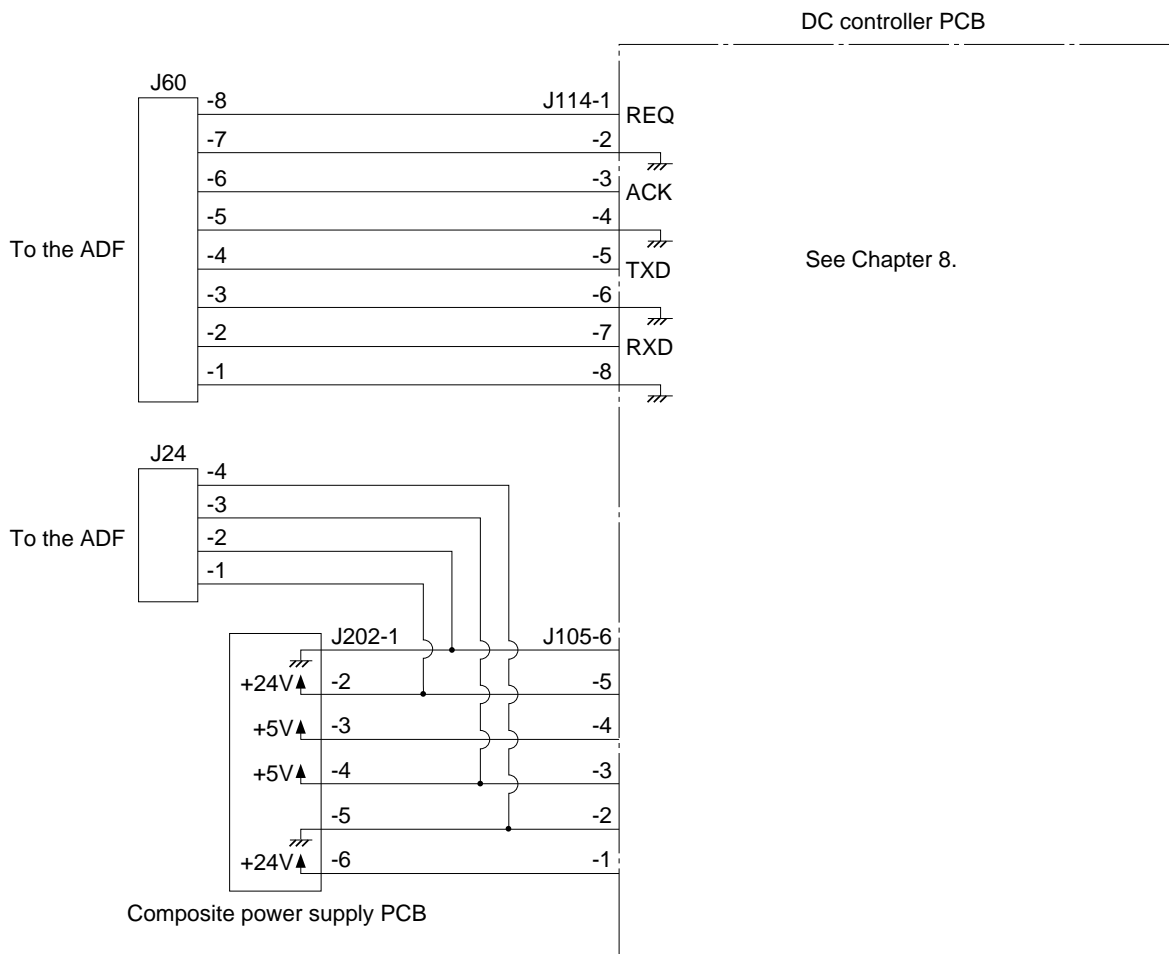 DC controller PCB
J60
-8 J114-1 REQ
-7 -2
-6 -3 ACK
-5 -4
To the ADF
-4 -5 TXD
See Chapter 8.
-3 -6
-2 -7 RXD
-1 -8
J24
-4
-3
To the ADF
-2
-1
J202-1 J105-6
+24V -2 -5
+5V -3 -4
+5V -4 -3
-5 -2
+24V -6 -1
Composite power supply PCB